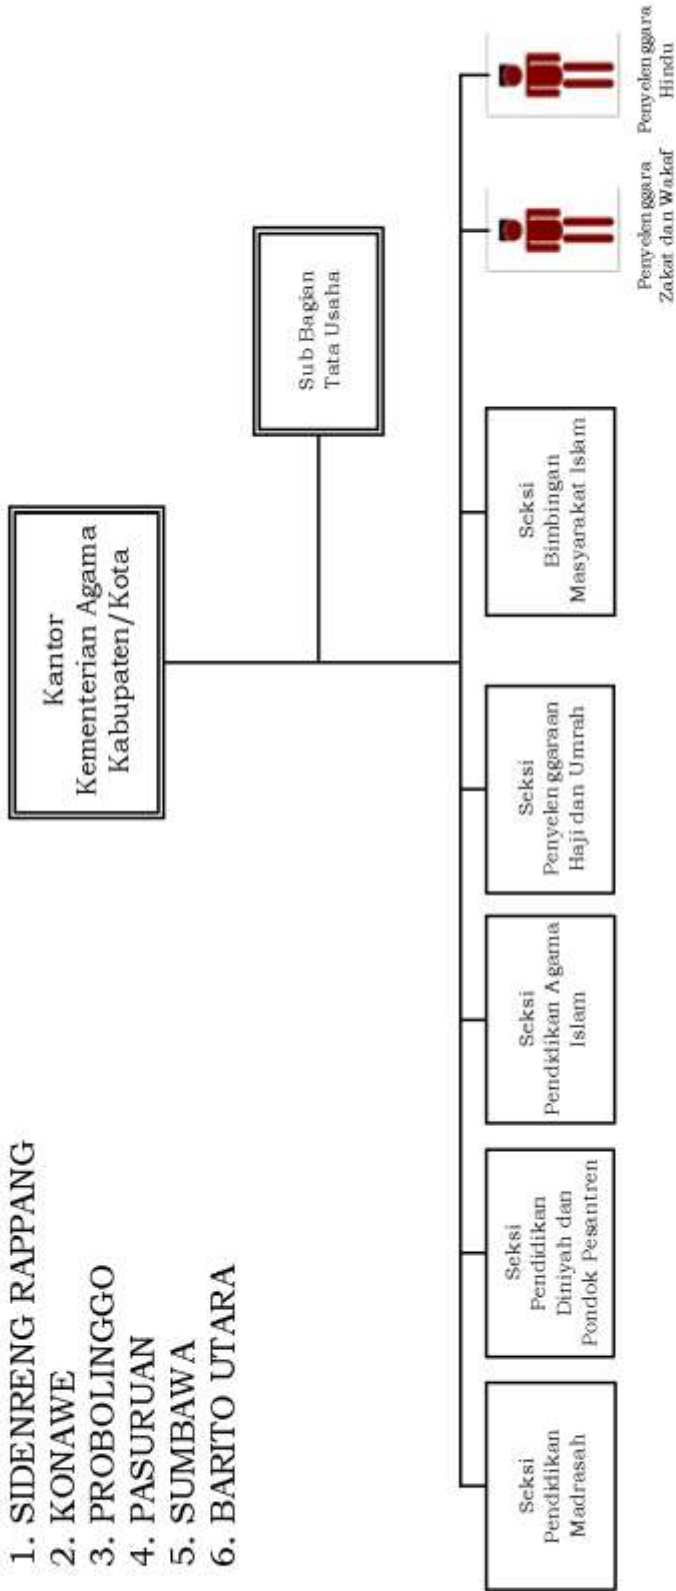 1. SIDENRENG RAPPANG
2. KONAWE
3. PROBOLINGGO
4. PASURUAN
5. SUMBAWA
6. BARITO UTARA
Kantor
Kementerian Agama
Kabupaten/Kota
Sub Bagian
Tata Usaha
Seksi
Pendidikan
Madrasah
Seksi
Pendidikan
Diniyah dan
Pondok Pesantren
Seksi
Pendidikan Agama
Islam
Seksi
Penyelenggaraan
Haji dan Umrah
Seksi
Bimbingan
Masyarakat Islam
Penyelenggara
Zakat dan Wakaf
Penyelenggara
Hindu